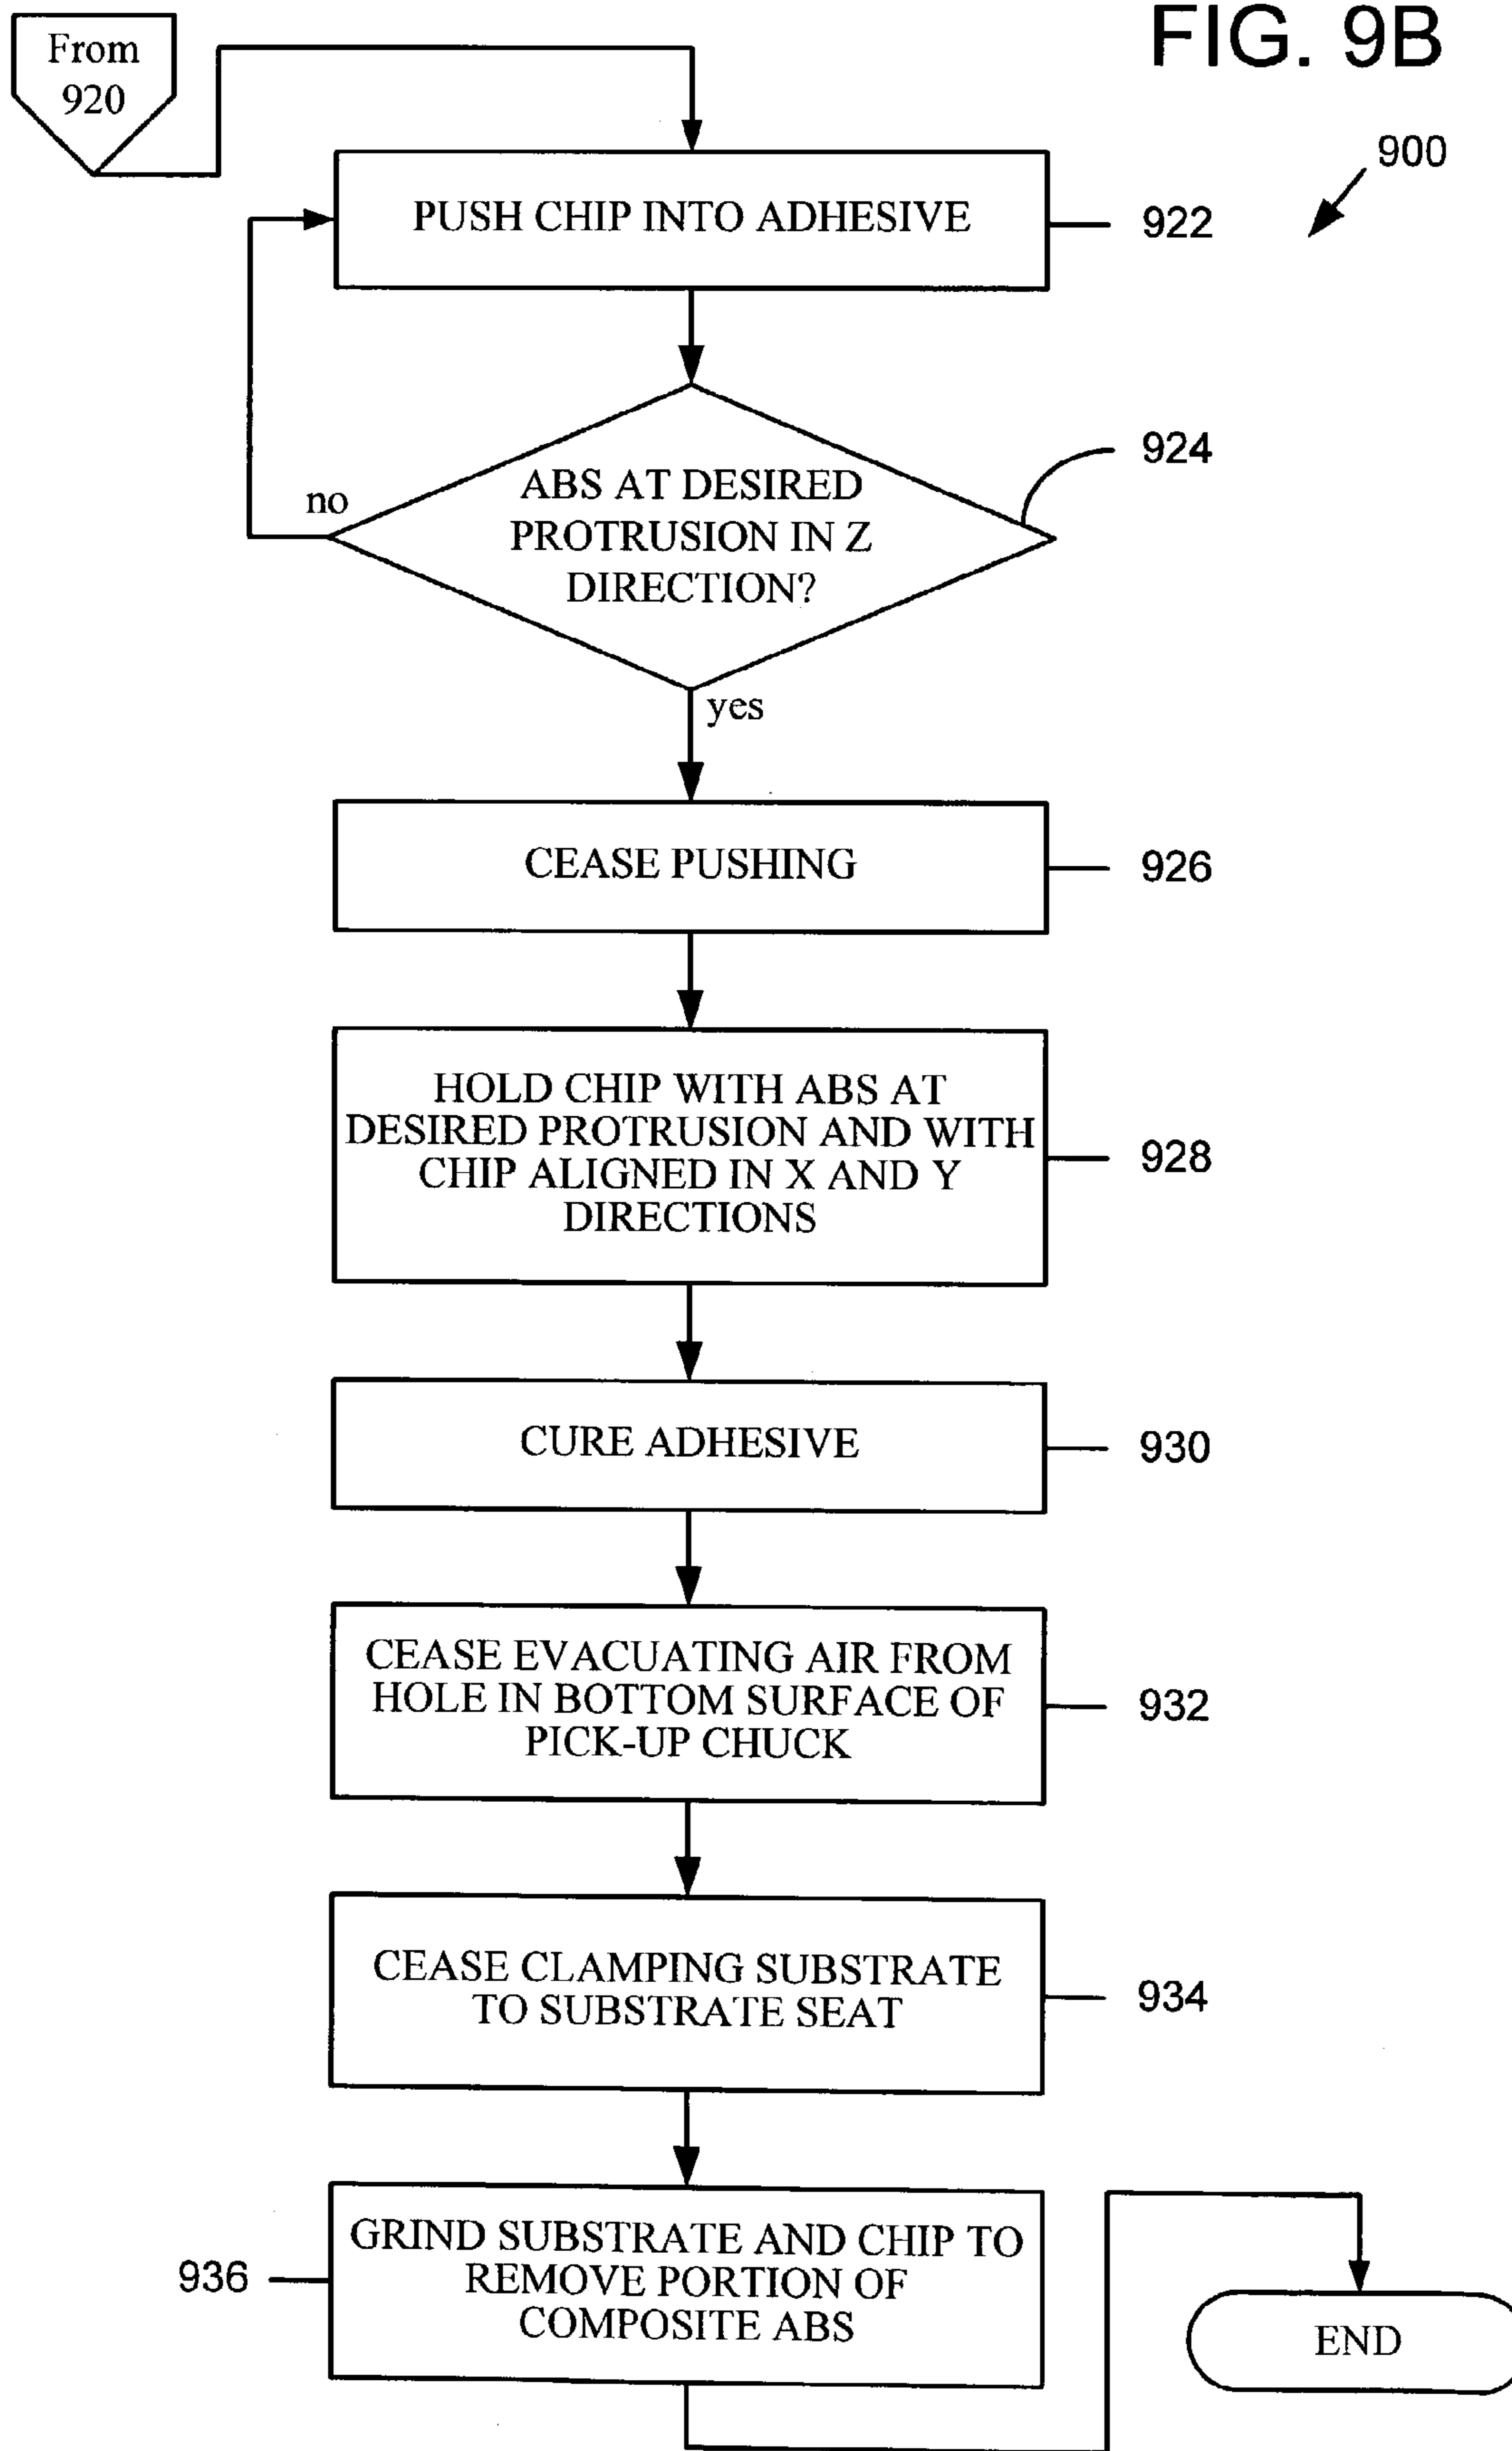 FIG. 9B
From
920
900
PUSH CHIP INTO ADHESIVE
922
ABS AT DESIRED
PROTRUSION IN Z
DIRECTION?
924
no
yes
CEASE PUSHING
926
HOLD CHIP WITH ABS AT
DESIRED PROTRUSION AND WITH
CHIP ALIGNED IN X AND Y
DIRECTIONS
928
CURE ADHESIVE
930
CEASE EVACUATING AIR FROM
HOLE IN BOTTOM SURFACE OF
PICK-UP CHUCK
932
CEASE CLAMPING SUBSTRATE
TO SUBSTRATE SEAT
934
GRIND SUBSTRATE AND CHIP TO
REMOVE PORTION OF
COMPOSITE ABS
936
END